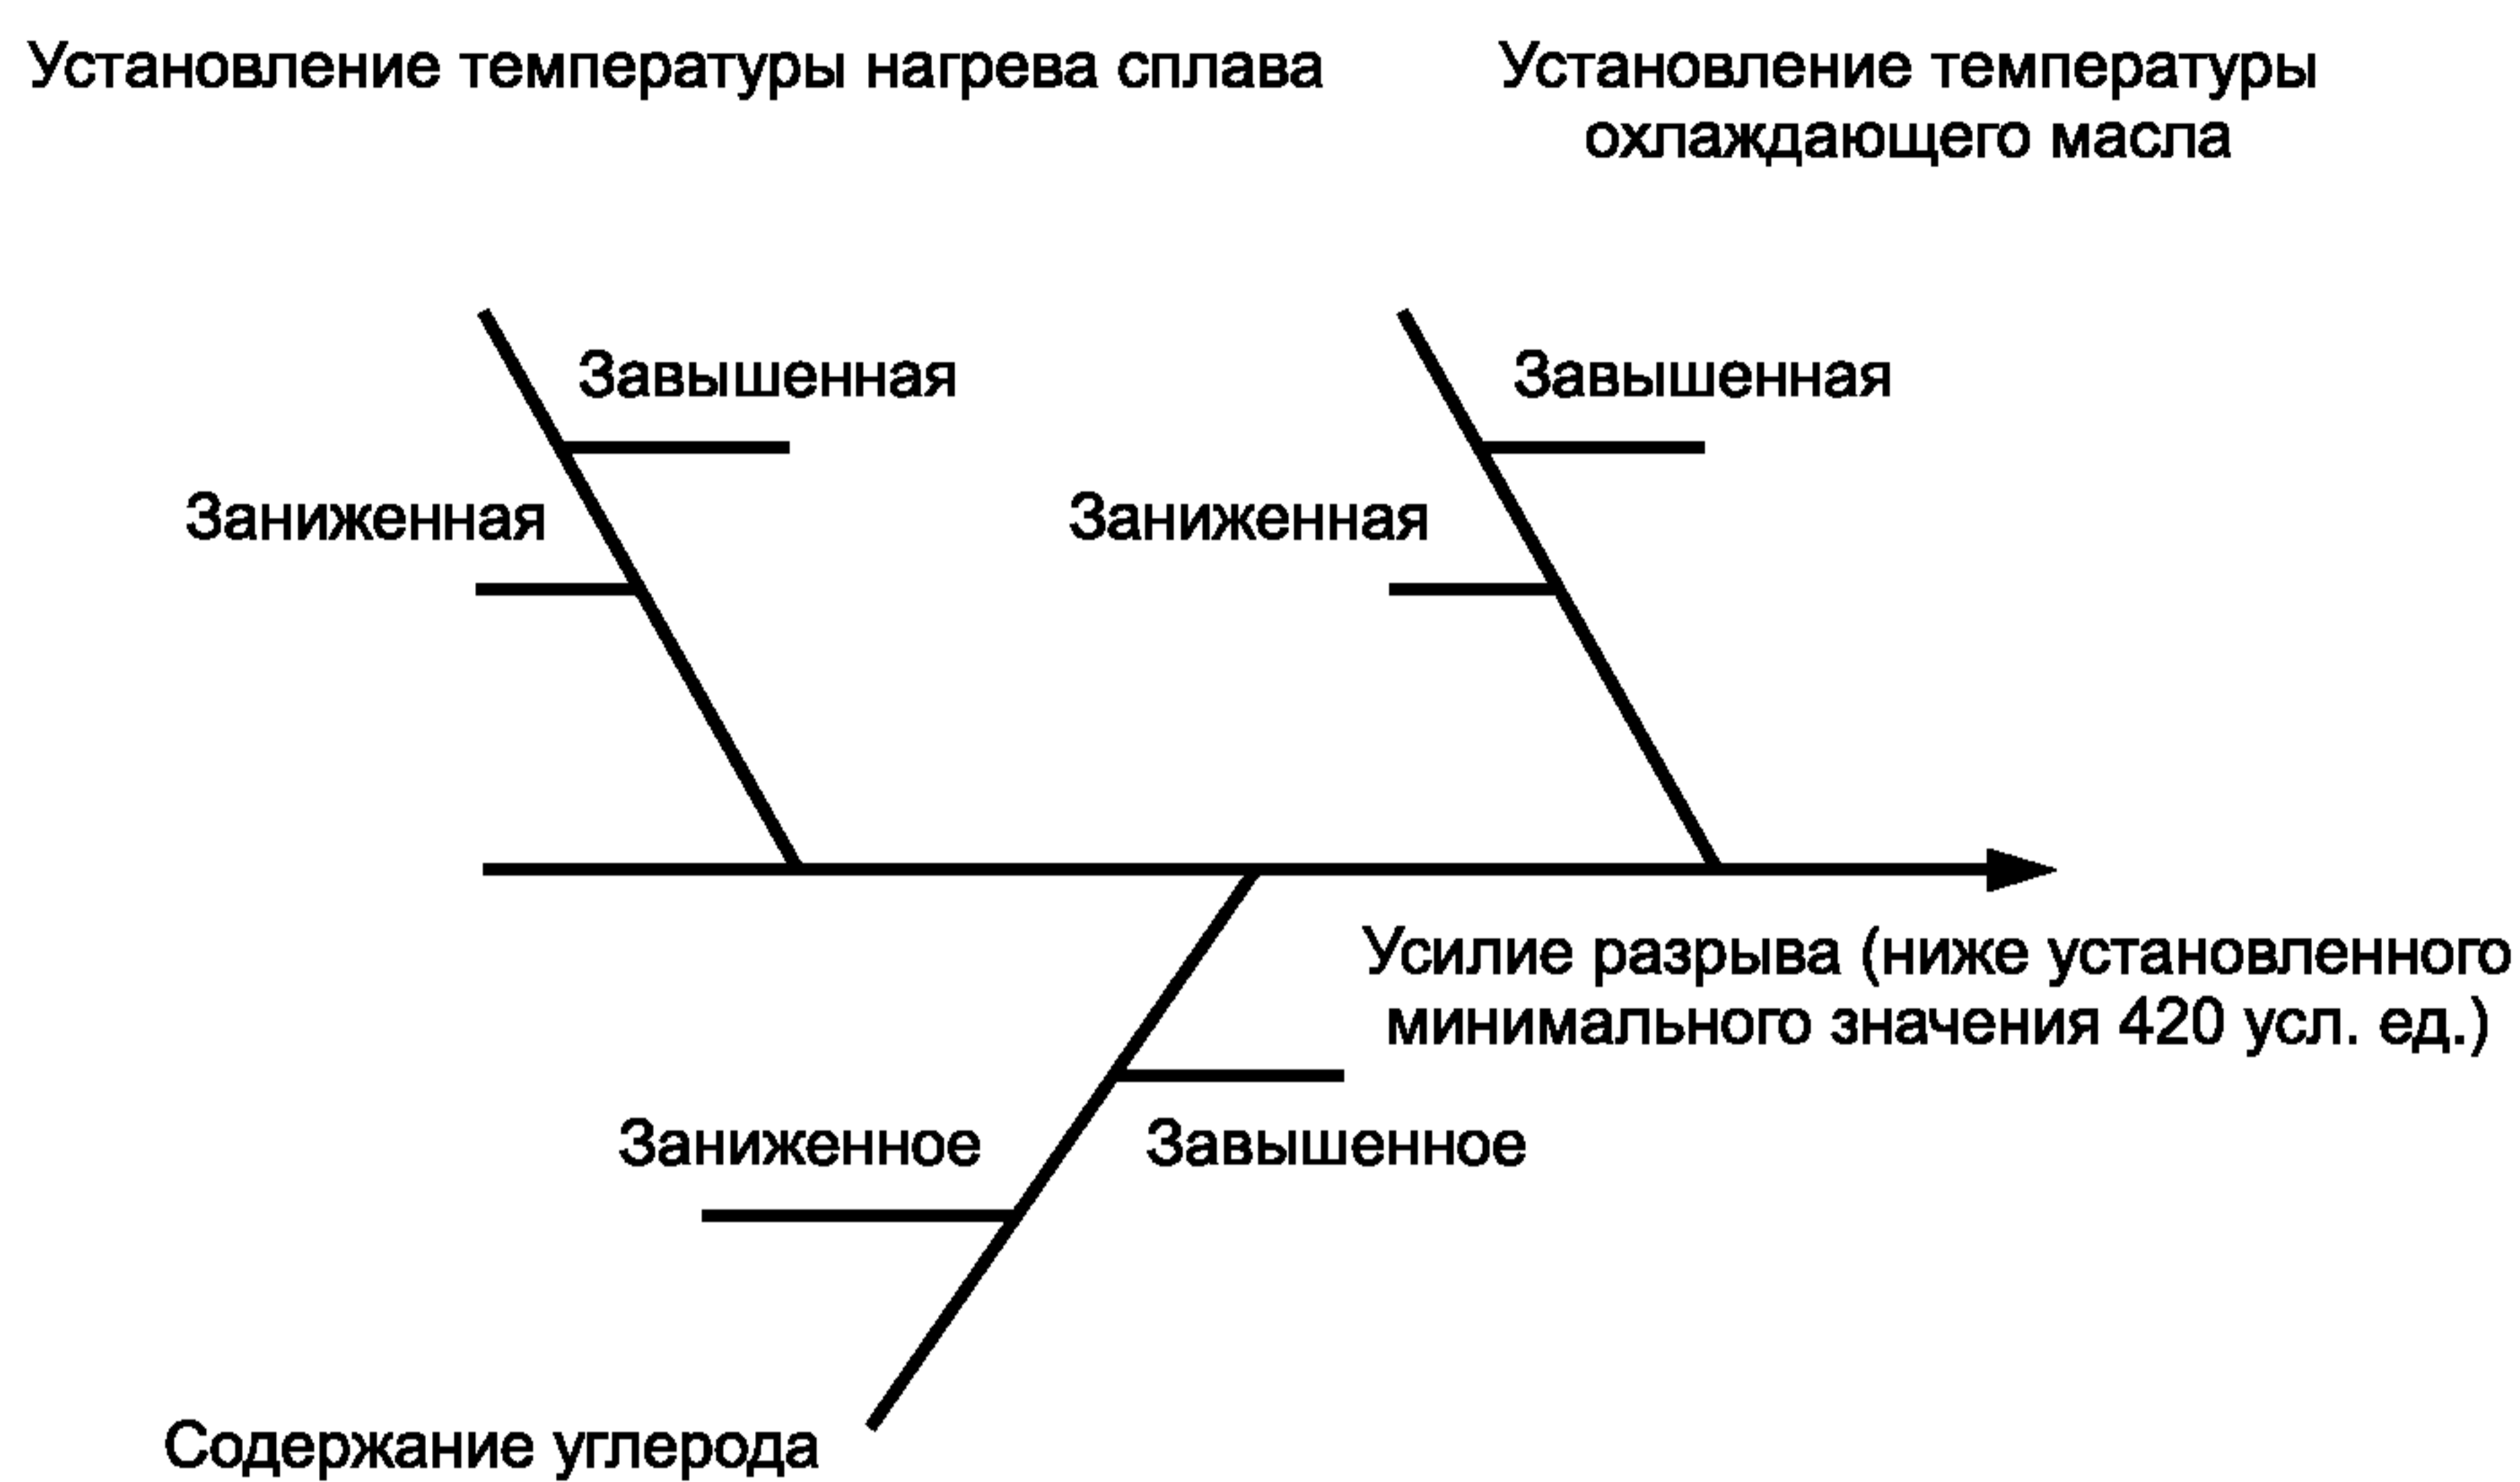 Установление температуры нагрева сплава
Установление температуры
охлаждающего масла
Завышенная
Заниженная
Завышенная
Заниженная
Усилие разрыва (ниже установленного
минимального значения 420 усл. ед.)
Заниженное
Завышенное
Содержание углерода